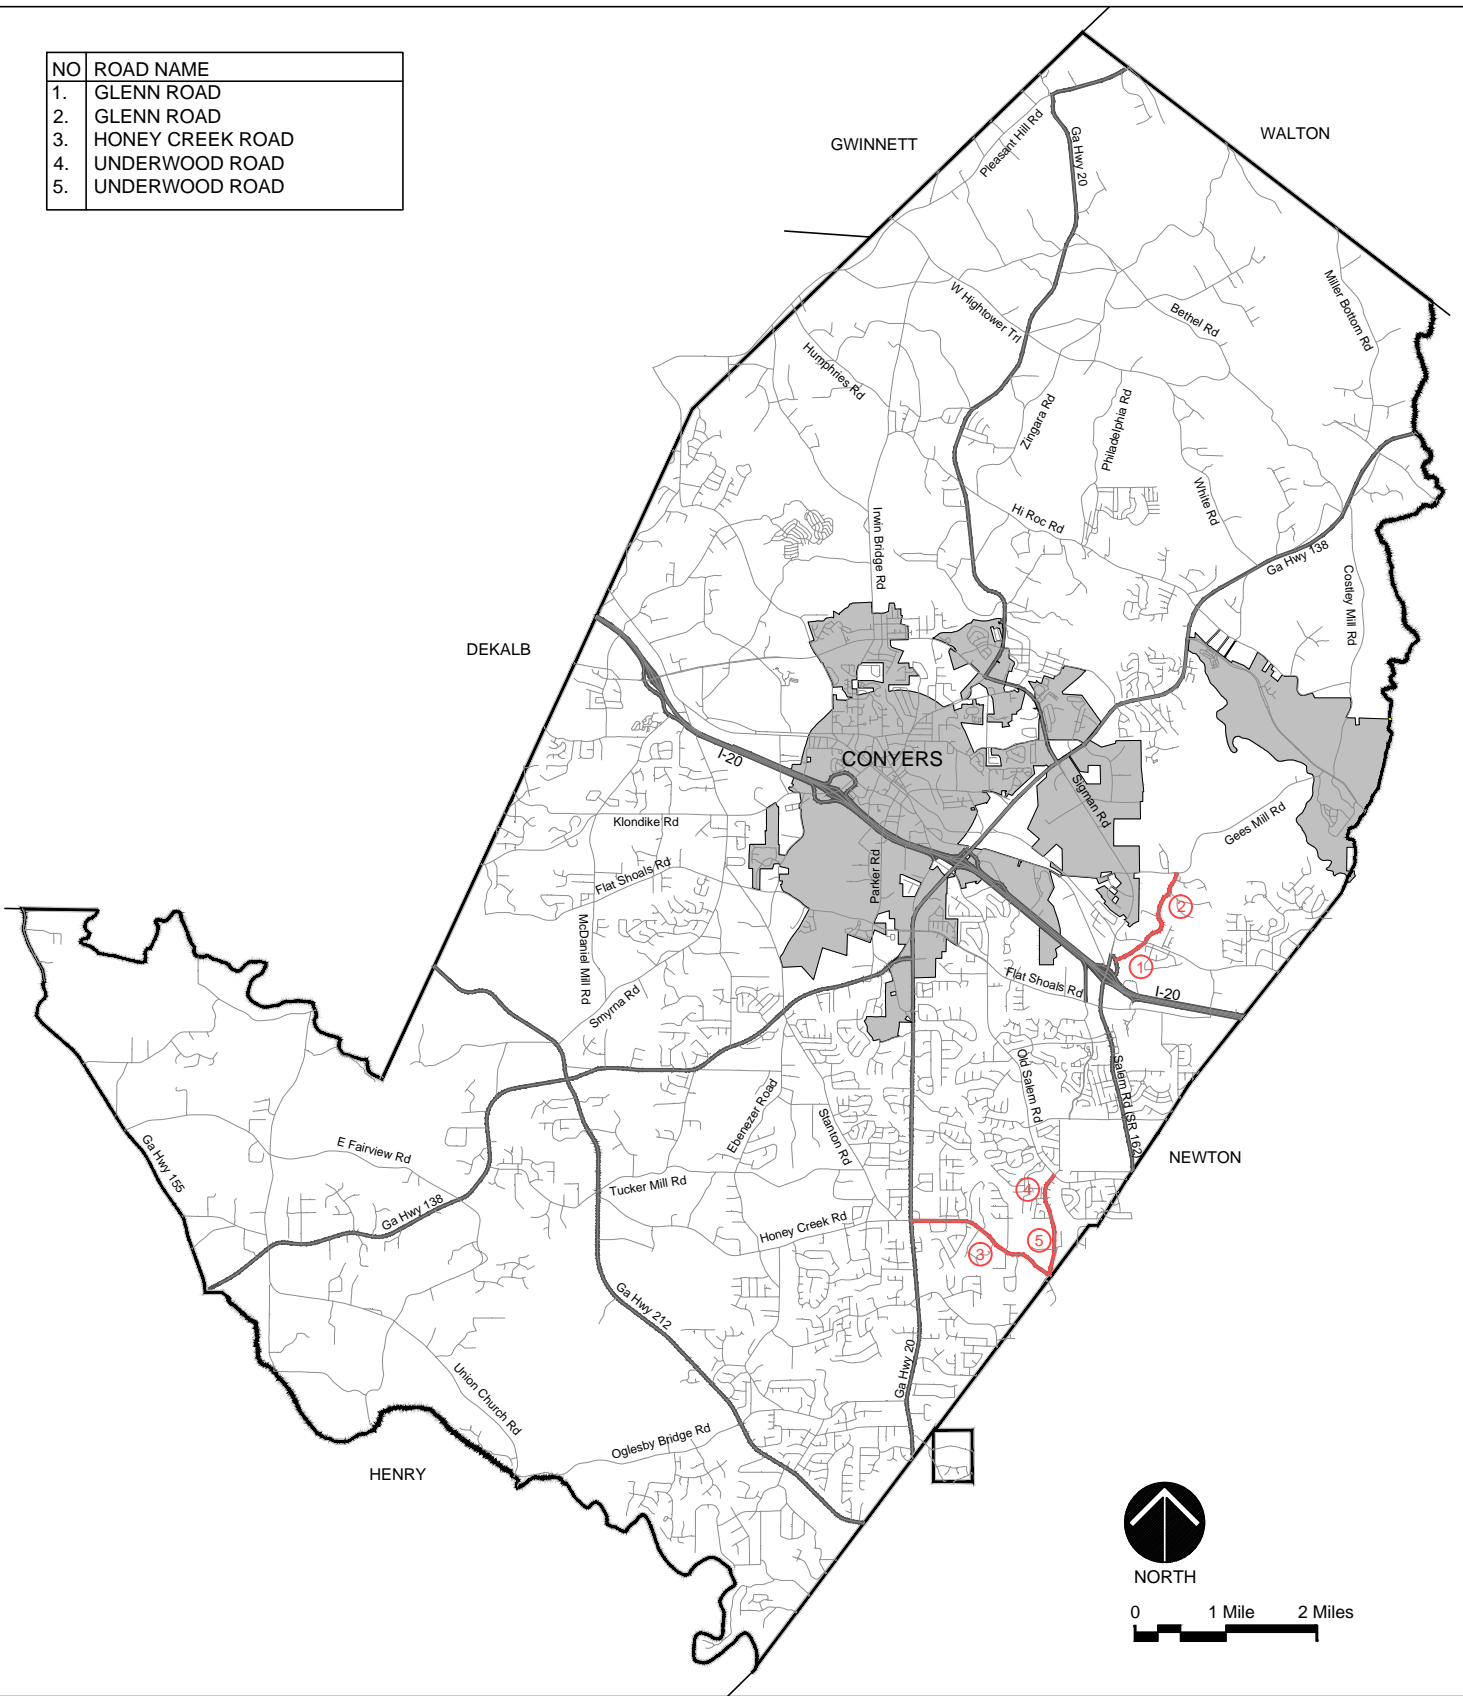 NO ROAD NAME
1. GLENN ROAD
2. GLENN ROAD
3. HONEY CREEK ROAD
4. UNDERWOOD ROAD
5. UNDERWOOD ROAD
GWINNETT
WALTON
Pleasant Hill Rd
Ga Hwy 20
W Hightower Trl
Bethel Rd
Miller Bottom Rd
Humphries Rd
Zingara Rd
Philadelphia Rd
White Rd
Hi Roc Rd
Irwin Bridge Rd
Ga Hwy 138
Costley Mill Rd
DEKALB
I-20
CONYERS
Sigman Rd
Klondike Rd
Gees Mill Rd
Flat Shoals Rd
Parker Rd
McDaniel Mill Rd
2
1
Smyrna Rd
Flat Shoals Rd
I-20
Old Salem Rd
Salem Rd (SR 162)
Ebenezer Road
Stanton Rd
Ga Hwy 155
E Fairview Rd
NEWTON
Tucker Mill Rd
4
Ga Hwy 138
Honey Creek Rd
5
3
Ga Hwy 212
Ga Hwy 20
Union Church Rd
Oglesby Bridge Rd
HENRY
NORTH
0 1 Mile 2 Miles